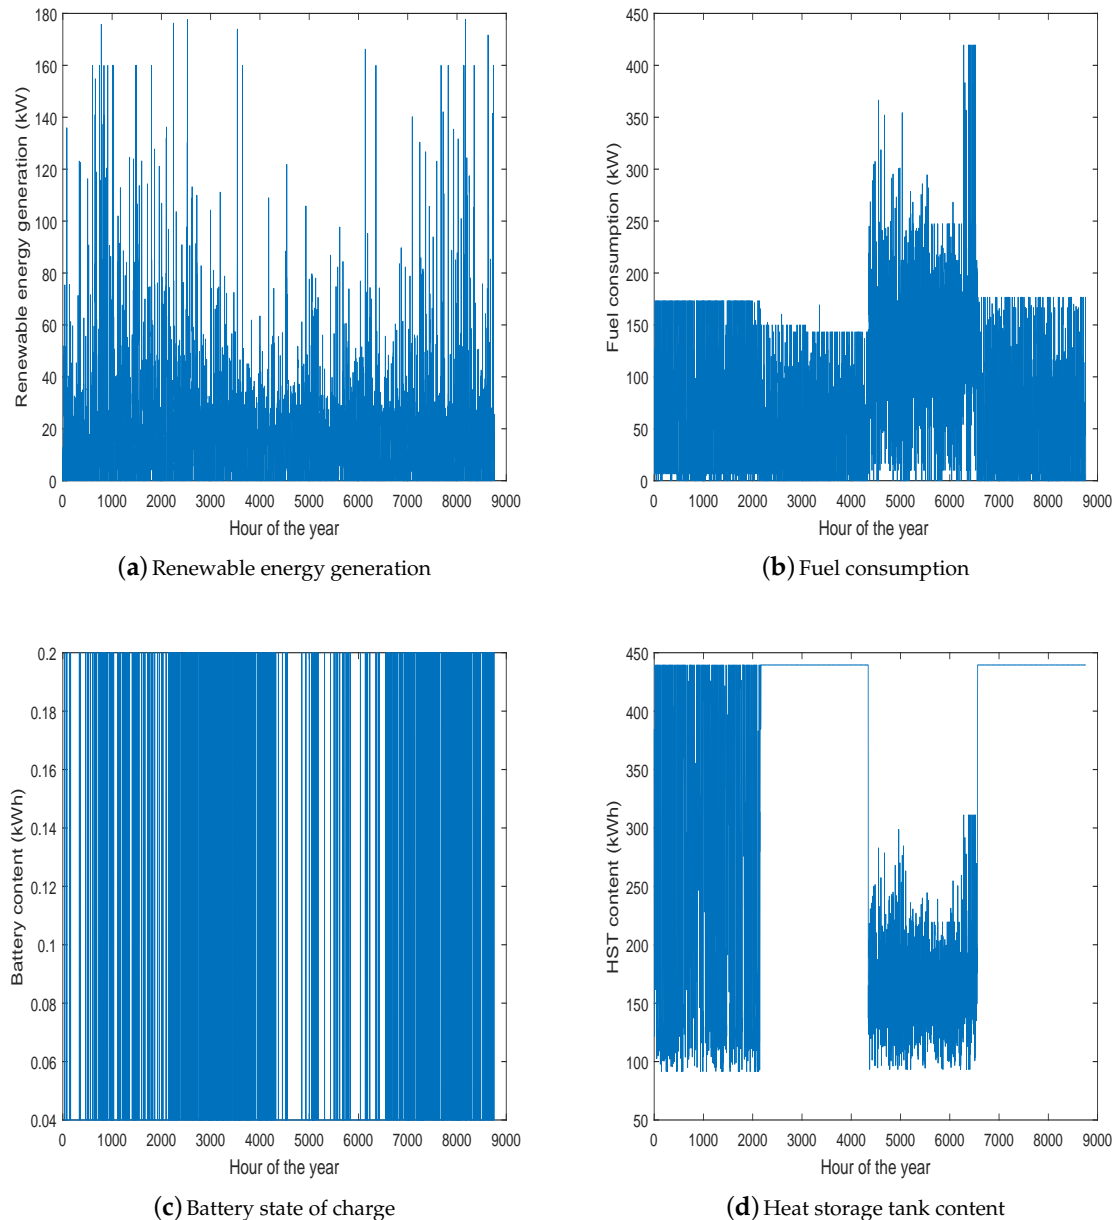 180
160
140
120
100
80
60
40
20
0
Renewable energy generation (kW)
0 1000 2000 3000 4000 5000 6000 7000 8000 9000
Hour of the year
(a) Renewable energy generation
450
400
350
300
250
200
150
100
50
0
Fuel consumption (kW)
0 1000 2000 3000 4000 5000 6000 7000 8000 9000
Hour of the year
(b) Fuel consumption
0.2
0.18
0.16
0.14
0.12
0.1
0.08
0.06
0.04
Battery content (kWh)
0 1000 2000 3000 4000 5000 6000 7000 8000 9000
Hour of the year
(c) Battery state of charge
450
400
350
300
250
200
150
100
50
HST content (kWh)
0 1000 2000 3000 4000 5000 6000 7000 8000 9000
Hour of the year
(d) Heat storage tank content